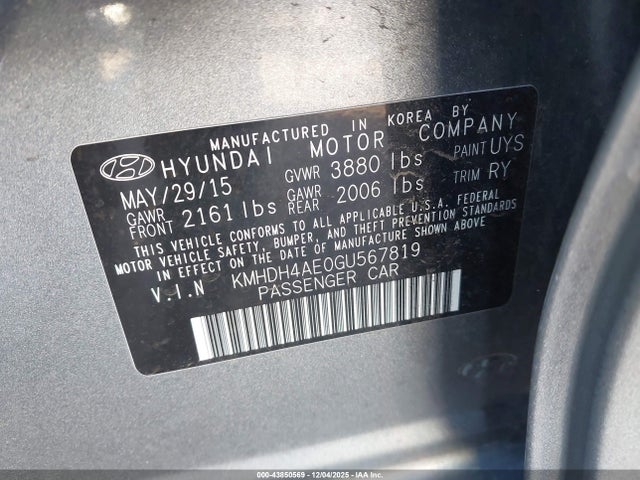 MANUFACTURED IN KOREA BY
HYUNDAI MOTOR COMPANY
MAY/29/15 GVWR 3880 lbs PAINT UYS
GAWR FRONT 2161 lbs GAWR REAR 2006 lbs TRIM RY
THIS VEHICLE CONFORMS TO ALL APPLICABLE U.S.A. FEDERAL
MOTOR VEHICLE SAFETY, BUMPER, AND THEFT PREVENTION STANDARDS
IN EFFECT ON THE DATE OF MANUFACTURE SHOWN ABOVE
V.I.N KMHDH4AE0GU567819
PASSENGER CAR
000-43850569 12/04/2025 IAA Inc.